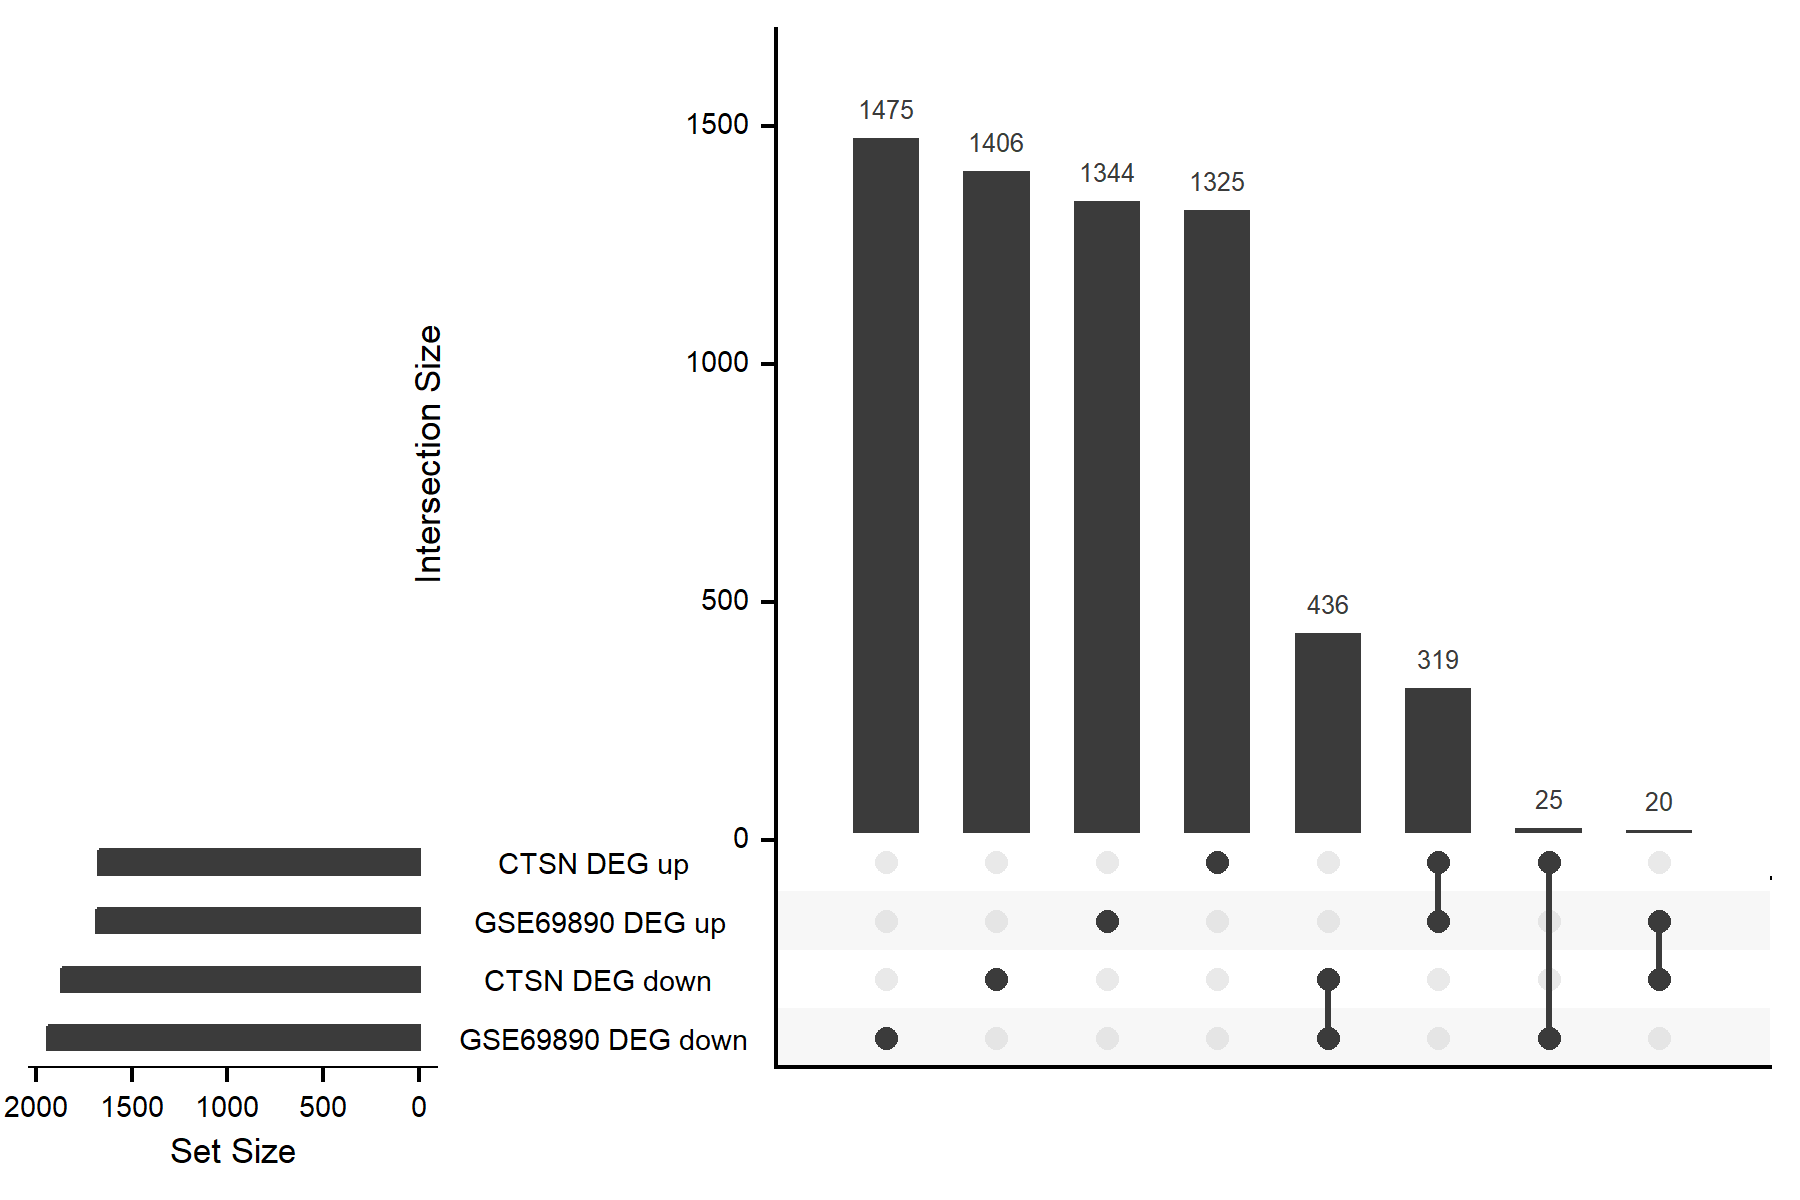 Intersection Size
1500
1000
500
0
1475
1406
1344
1325
436
319
25
20
CTSN DEG up
GSE69890 DEG up
CTSN DEG down
GSE69890 DEG down
2000 1500 1000 500 0
Set Size